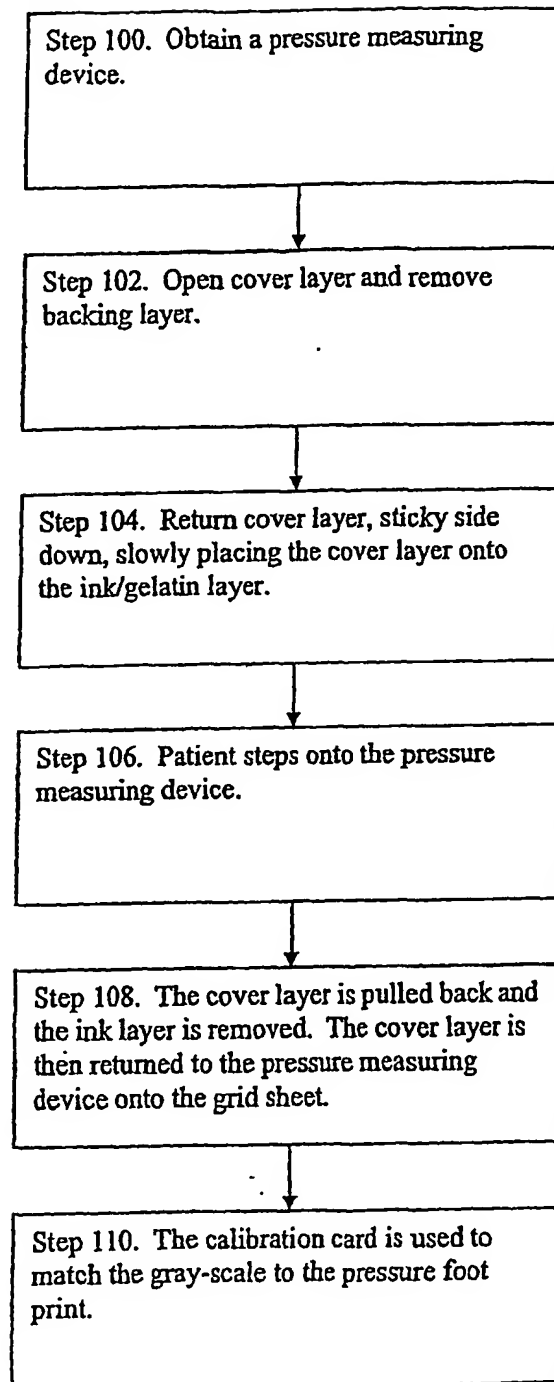 Step 100. Obtain a pressure measuring
device.
Step 102. Open cover layer and remove
backing layer.
Step 104. Return cover layer, sticky side
down, slowly placing the cover layer onto
the ink/gelatin layer.
Step 106. Patient steps onto the pressure
measuring device.
Step 108. The cover layer is pulled back and
the ink layer is removed. The cover layer is
then returned to the pressure measuring
device onto the grid sheet.
Step 110. The calibration card is used to
match the gray-scale to the pressure foot
print.